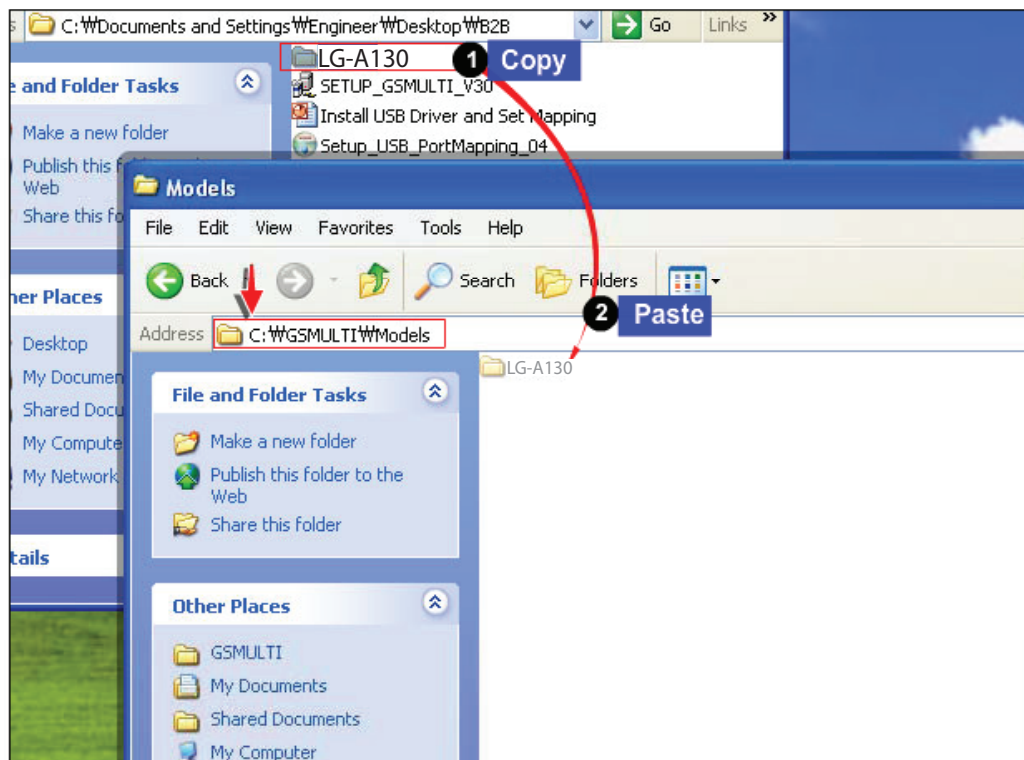 C:₩Documents and Settings₩Engineer₩Desktop₩B2B
Go
Links
LG-A130
1 Copy
SETUP_GSMULTI_V30
Install USB Driver and Set Mapping
Setup_USB_PortMapping_04
e and Folder Tasks
Make a new folder
Publish this f
Web
Share this fo
her Places
Desktop
My Documen
Shared Docu
My Compute
My Network
tails
Models
File Edit View Favorites Tools Help
Back
Search
Folders
2 Paste
Address C:₩GSMULTI₩Models
LG-A130
File and Folder Tasks
Make a new folder
Publish this folder to the
Web
Share this folder
Other Places
GSMULTI
My Documents
Shared Documents
My Computer